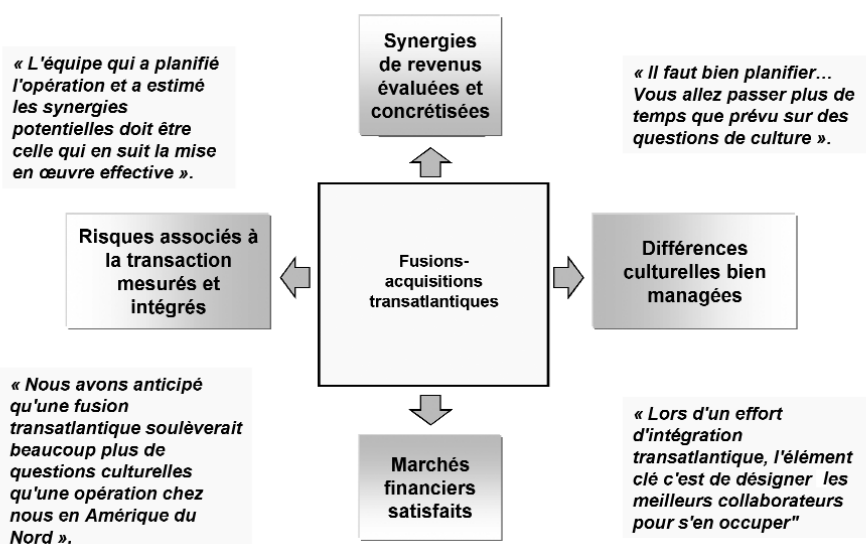 Synergies
de revenus
évaluées et
concrétisées
« L'équipe qui a planifié
l'opération et a estimé
les synergies
potentielles doit être
celle qui en suit la mise
en œuvre effective ».
« Il faut bien planifier…
Vous allez passer plus de
temps que prévu sur des
questions de culture ».
Risques associés à
la transaction
mesurés et
intégrés
Fusions-
acquisitions
transatlantiques
Différences
culturelles bien
managées
« Nous avons anticipé
qu'une fusion
transatlantique soulèverait
beaucoup plus de
questions culturelles
qu'une opération chez
nous en Amérique du
Nord ».
Marchés
financiers
satisfaits
« Lors d'un effort
d'intégration
transatlantique, l'élément
clé c'est de désigner les
meilleurs collaborateurs
pour s'en occuper"